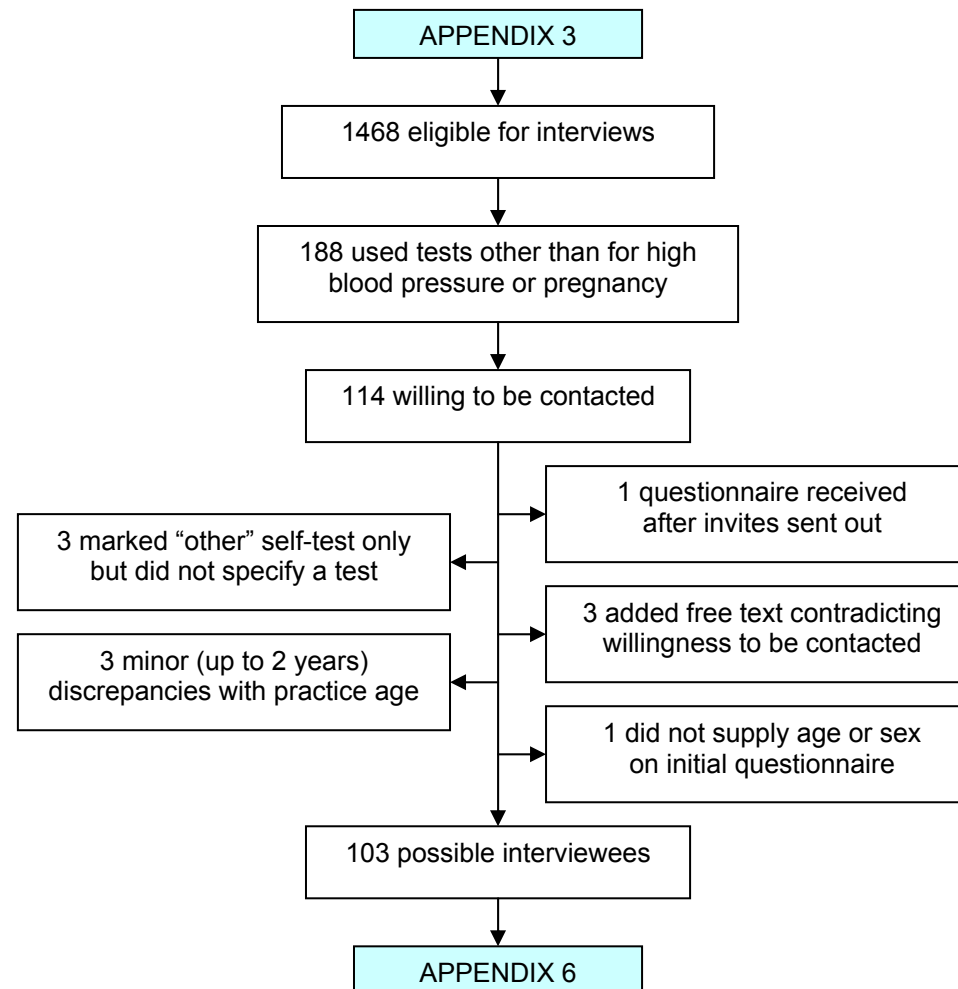 APPENDIX 3
1468 eligible for interviews
188 used tests other than for high
blood pressure or pregnancy
114 willing to be contacted
1 questionnaire received
after invites sent out
3 marked “other” self-test only
but did not specify a test
3 added free text contradicting
willingness to be contacted
3 minor (up to 2 years)
discrepancies with practice age
1 did not supply age or sex
on initial questionnaire
103 possible interviewees
APPENDIX 6